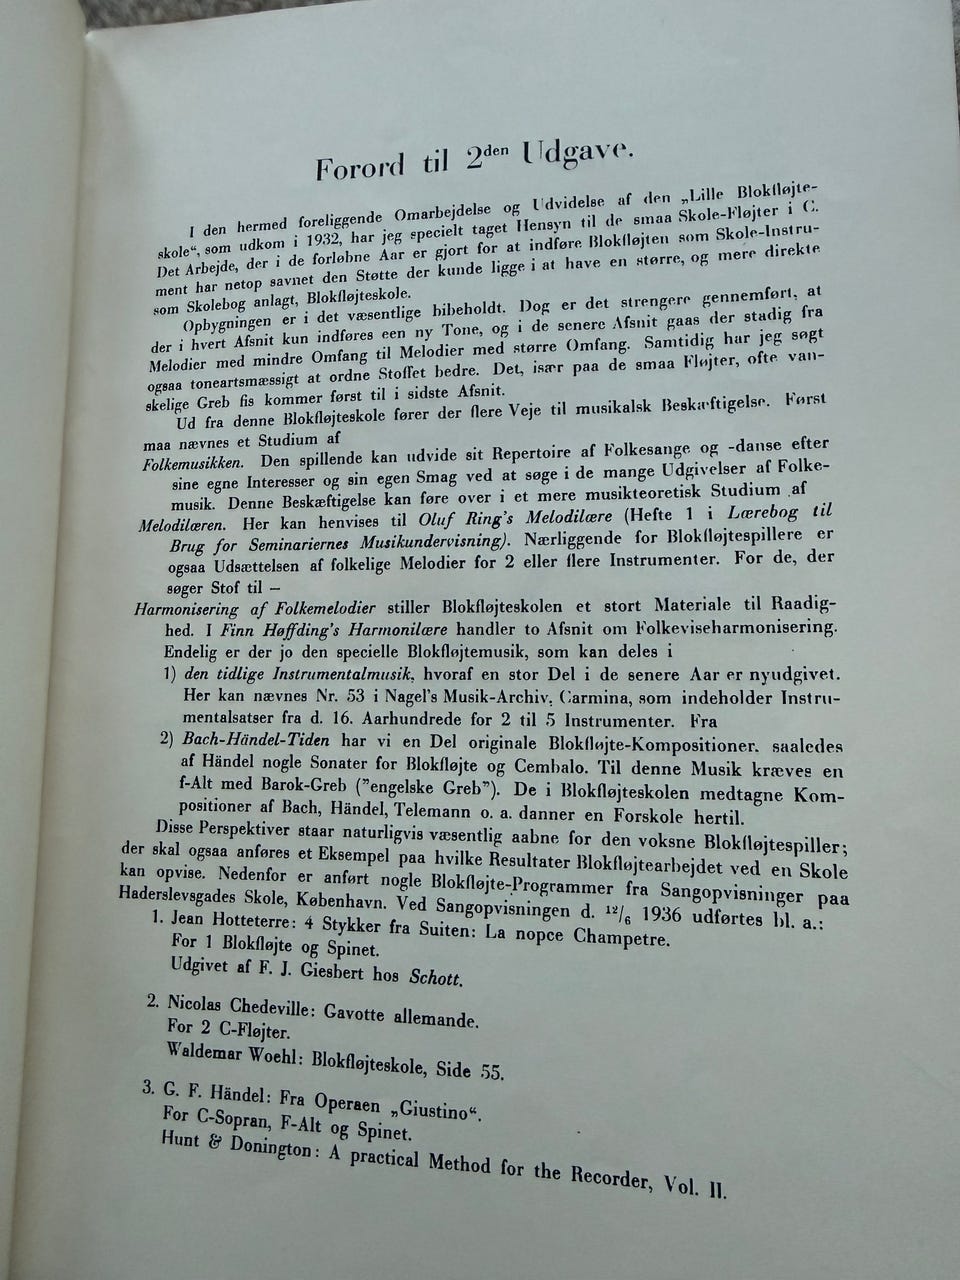 Forord til 2den Udgave.
I den hermed foreliggende Omarbejdelse og Udvidelse af den „Lille Blokfløjte-
skole“, som udkom i 1932, har jeg specielt taget Hensyn til de smaa Skole-Fløjter i C.
Det Arbejde, der i de forløbne Aar er gjort for at indføre Blokfløjten som Skole-Instru-
ment har netop savnet den Støtte der kunde ligge i at have en større, og mere direkte
som Skolebog anlagt, Blokfløjteskole.
Opbygningen er i det væsentlige bibeholdt. Dog er det strengere gennemført, at
der i hvert Afsnit kun indføres een ny Tone, og i de senere Afsnit gaas der stadig fra
Melodier med mindre Omfang til Melodier med større Omfang. Samtidig har jeg søgt
ogsaa toneartsmæssigt at ordne Stoffet bedre. Det, især paa de smaa Fløjter, ofte van-
skelige Greb fis kommer først til i sidste Afsnit.
Ud fra denne Blokfløjteskole fører der flere Veje til musikalsk Beskæftigelse. Først
maa nævnes et Studium af
Folkemusikken. Den spillende kan udvide sit Repertoire af Folkesange og -danse efter
sine egne Interesser og sin egen Smag ved at søge i de mange Udgivelser af Folke-
musik. Denne Beskæftigelse kan føre over i et mere musikteoretisk Studium af
Melodilæren. Her kan henvises til Oluf Ring's Melodilære (Hefte 1 i Lærebog til
Brug for Seminariernes Musikundervisning). Nærliggende for Blokfløjtespillere er
ogsaa Udsættelsen af folkelige Melodier for 2 eller flere Instrumenter. For de, der
søger Stof til —
Harmonisering af Folkemelodier stiller Blokfløjteskolen et stort Materiale til Raadig-
hed. I Finn Høffding's Harmonilære handler to Afsnit om Folkeviseharmonisering.
Endelig er der jo den specielle Blokfløjtemusik, som kan deles i
1) den tidlige Instrumentalmusik, hvoraf en stor Del i de senere Aar er nyudgivet.
Her kan nævnes Nr. 53 i Nagel's Musik-Archiv, Carmina, som indeholder Instru-
mentalsatser fra d. 16. Aarhundrede for 2 til 5 Instrumenter. Fra
2) Bach-Händel-Tiden har vi en Del originale Blokfløjte-Kompositioner. saaledes
af Händel nogle Sonater for Blokfløjte og Cembalo. Til denne Musik kræves en
f-Alt med Barok-Greb ("engelske Greb"). De i Blokfløjteskolen medtagne Kom-
positioner af Bach, Händel, Telemann o. a. danner en Forskole hertil.
Disse Perspektiver staar naturligvis væsentlig aabne for den voksne Blokfløjtespiller;
der skal ogsaa anføres et Eksempel paa hvilke Resultater Blokfløjtearbejdet ved en Skole
kan opvise. Nedenfor er anført nogle Blokfløjte-Programmer fra Sangopvisninger paa
Haderslevsgades Skole, København. Ved Sangopvisningen d. 12/6 1936 udførtes bl. a.:
1. Jean Hotteterre: 4 Stykker fra Suiten: La nopce Champetre.
For 1 Blokfløjte og Spinet.
Udgivet af F. J. Giesbert hos Schott.
2. Nicolas Chedeville: Gavotte allemande.
For 2 C-Fløjter.
Waldemar Woehl: Blokfløjteskole, Side 55.
3. G. F. Händel: Fra Operaen „Giustino“.
For C-Sopran, F-Alt og Spinet.
Hunt & Donington: A practical Method for the Recorder, Vol. II.